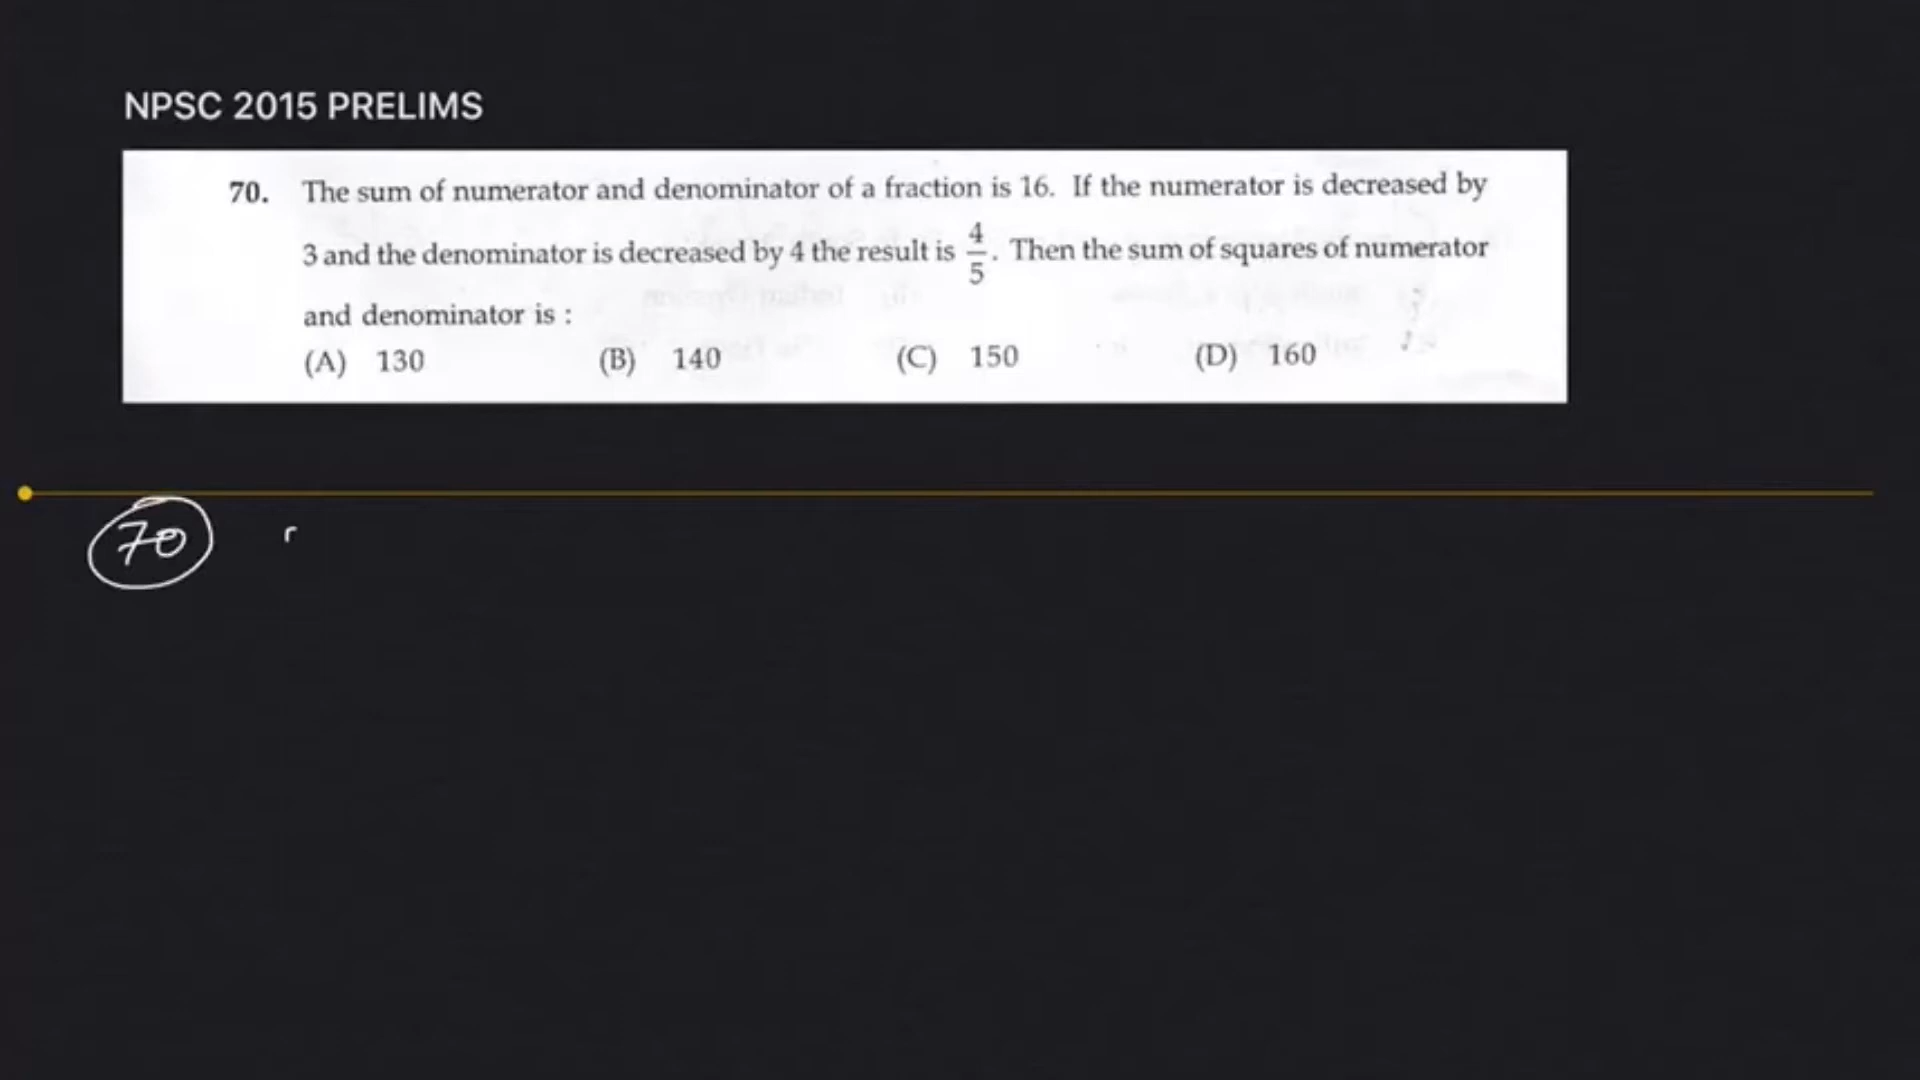 NPSC 2015 PRELIMS
70. The sum of numerator and denominator of a fraction is 16. If the numerator is decreased by
3 and the denominator is decreased by 4 the result is 4/5. Then the sum of squares of numerator
and denominator is :
(A) 130 (B) 140 (C) 150 (D) 160
70